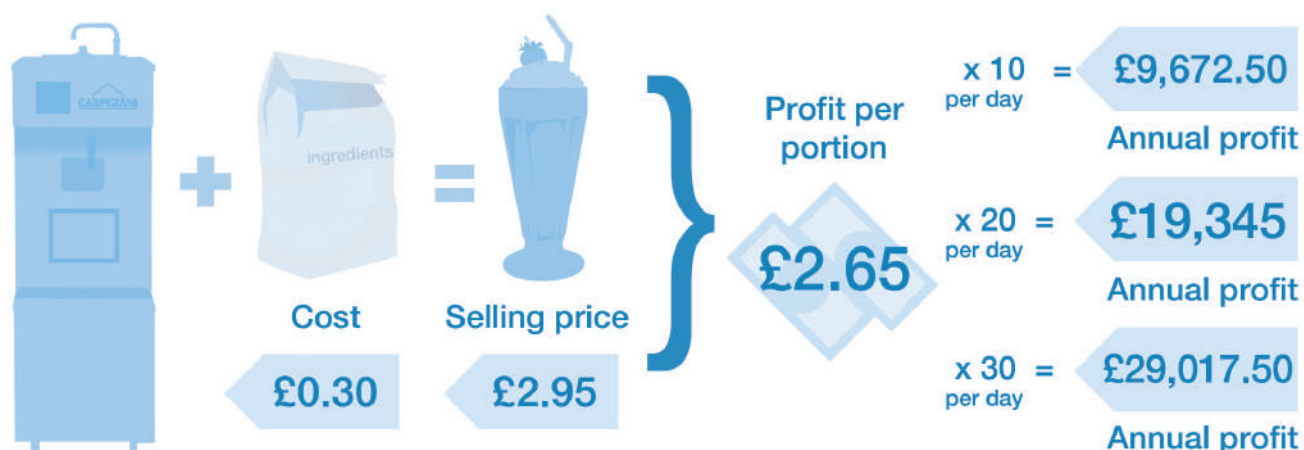 CARPIGIANI
ingredients
Cost
£0.30
Selling price
£2.95
Profit per
portion
£2.65
x 10 =
per day
£9,672.50
Annual profit
x 20 =
per day
£19,345
Annual profit
x 30 =
per day
£29,017.50
Annual profit